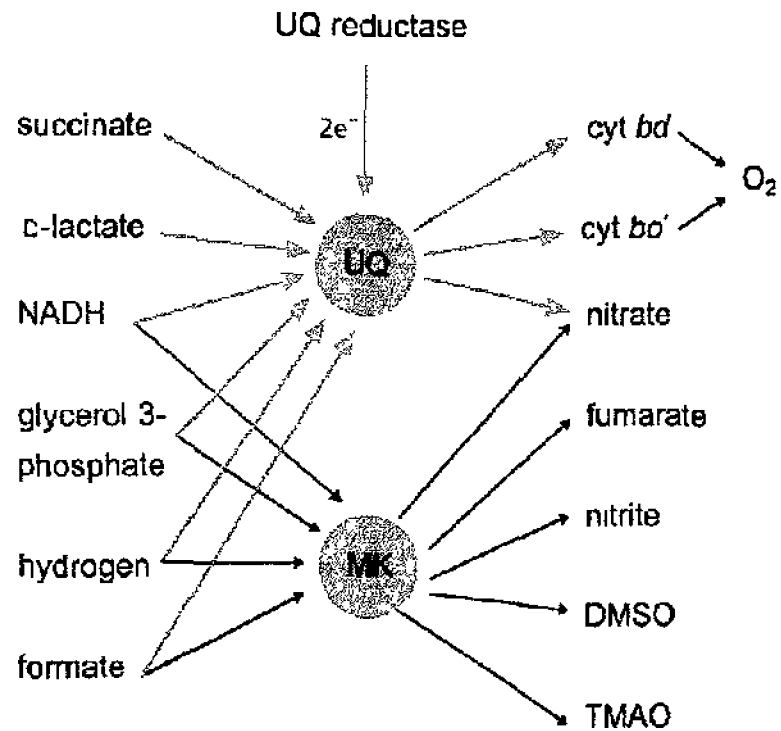 UQ reductase
2e⁻
succinate
D-lactate
NADH
glycerol 3-
phosphate
hydrogen
formate
UQ
MK
cyt bd
cyt bo'
O₂
nitrate
fumarate
nitrite
DMSO
TMAO